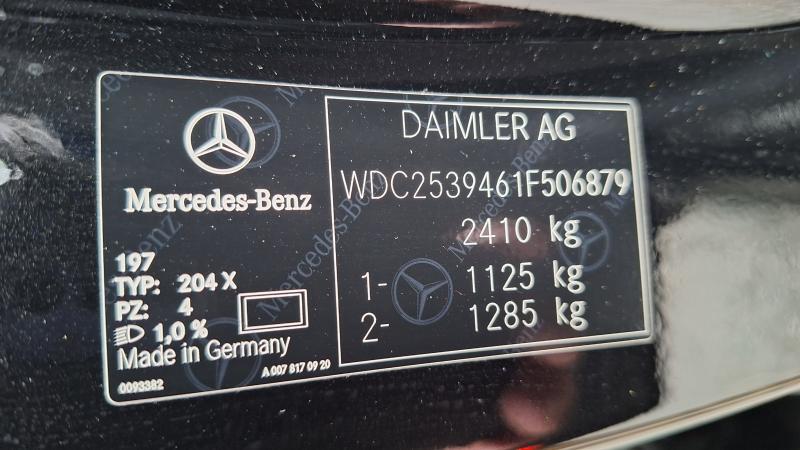 Mercedes-Benz
197
TYP: 204 X
PZ: 4
1,0 %
Made in Germany
0093382
A 007 817 09 20
DAIMLER AG
WDC2539461F506879
2410 kg
1- 1125 kg
2- 1285 kg